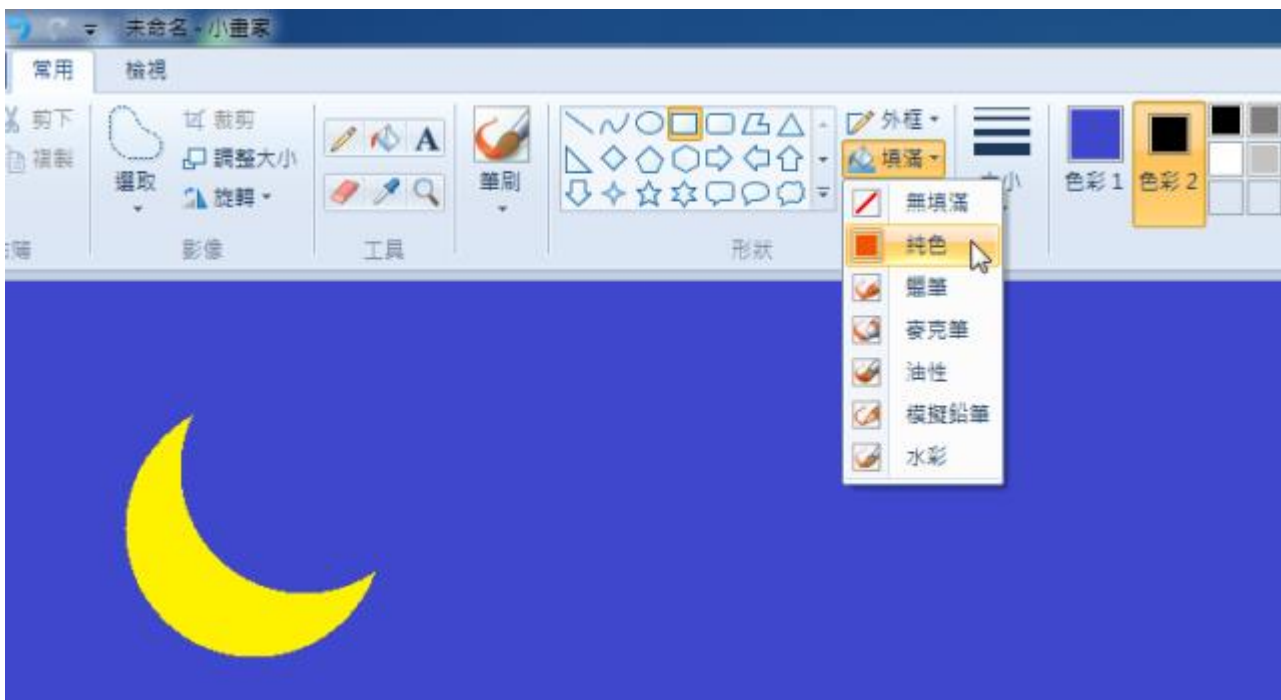 未命名 - 小畫家
常用 檢視
剪下
複製
選取
裁剪
調整大小
旋轉
影像
A
工具
筆刷
形狀
外框
填滿
無填滿
純色
蠟筆
麥克筆
油性
模擬鉛筆
水彩
色彩 1
色彩 2